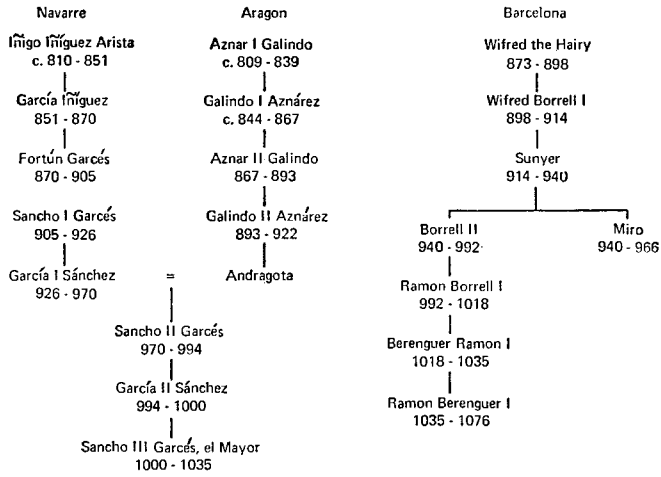 Navarre
Iñigo Iñíguez Arista
c. 810 - 851
García Iñíguez
851 - 870
Fortún Garcés
870 - 905
Sancho I Garcés
905 - 926
García I Sánchez
926 - 970
=
Aragon
Aznar I Galindo
c. 809 - 839
Galindo I Aznárez
c. 844 - 867
Aznar II Galindo
867 - 893
Galindo II Aznárez
893 - 922
Andragota
Sancho II Garcés
970 - 994
García II Sánchez
994 - 1000
Sancho III Garcés, el Mayor
1000 - 1035
Barcelona
Wifred the Hairy
873 - 898
Wifred Borrell I
898 - 914
Sunyer
914 - 940
Borrell II
940 - 992
Miro
940 - 966
Ramon Borrell I
992 - 1018
Berenguer Ramon I
1018 - 1035
Ramon Berenguer I
1035 - 1076